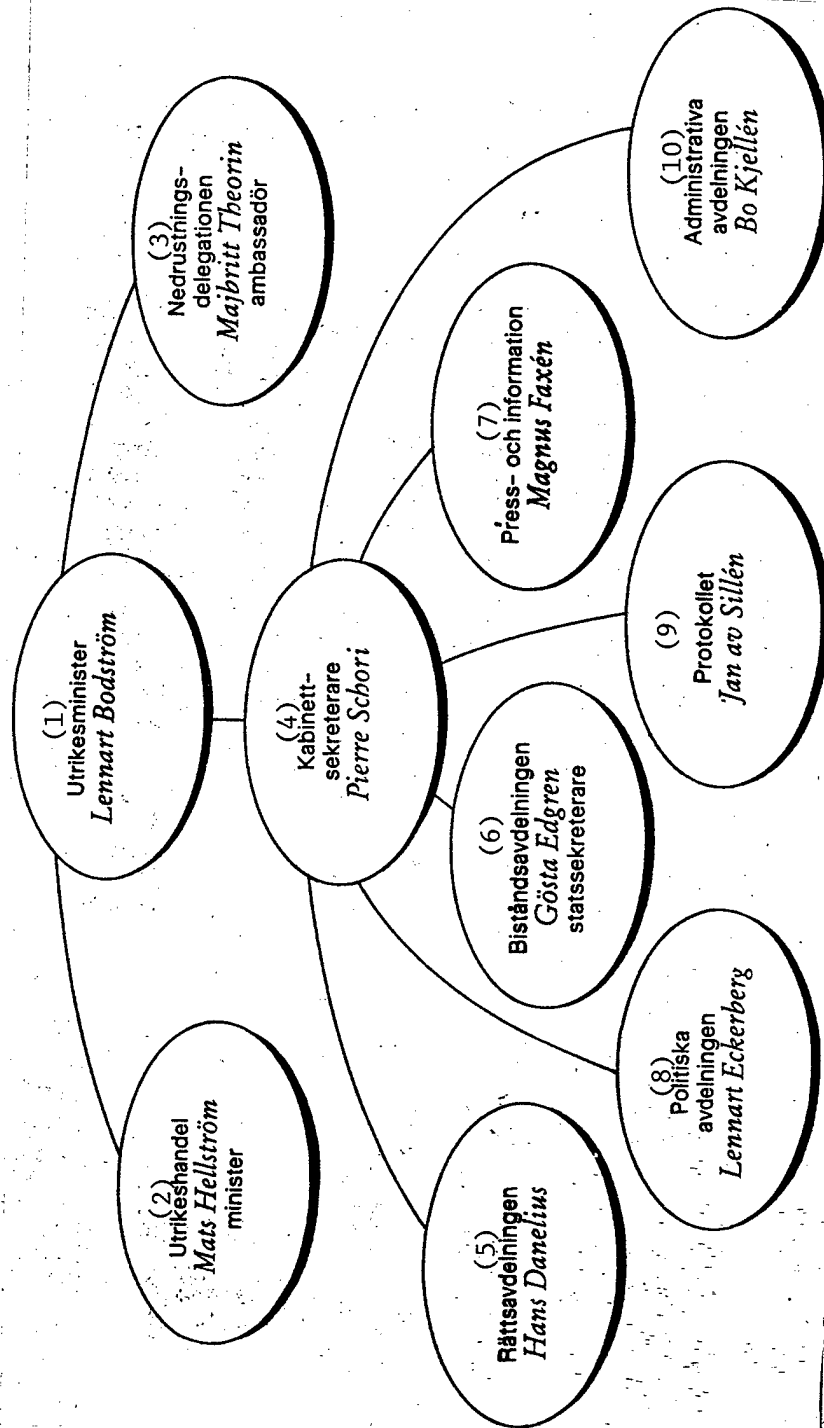 (1)
Utrikesminister
Lennart Bodström
(2)
Utrikeshandel
Mats Hellström
minister
(3)
Nedrustnings-
delegationen
Majbritt Theorin
ambassadör
(4)
Kabinett-
sekreterare
Pierre Schori
(5)
Rättsavdelningen
Hans Danelius
(6)
Biståndsavdelningen
Gösta Edgren
statssekreterare
(7)
Press- och information
Magnus Faxén
(8)
Politiska
avdelningen
Lennart Eckerberg
(9)
Protokollet
Jan av Sillén
(10)
Administrativa
avdelningen
Bo Kjellén